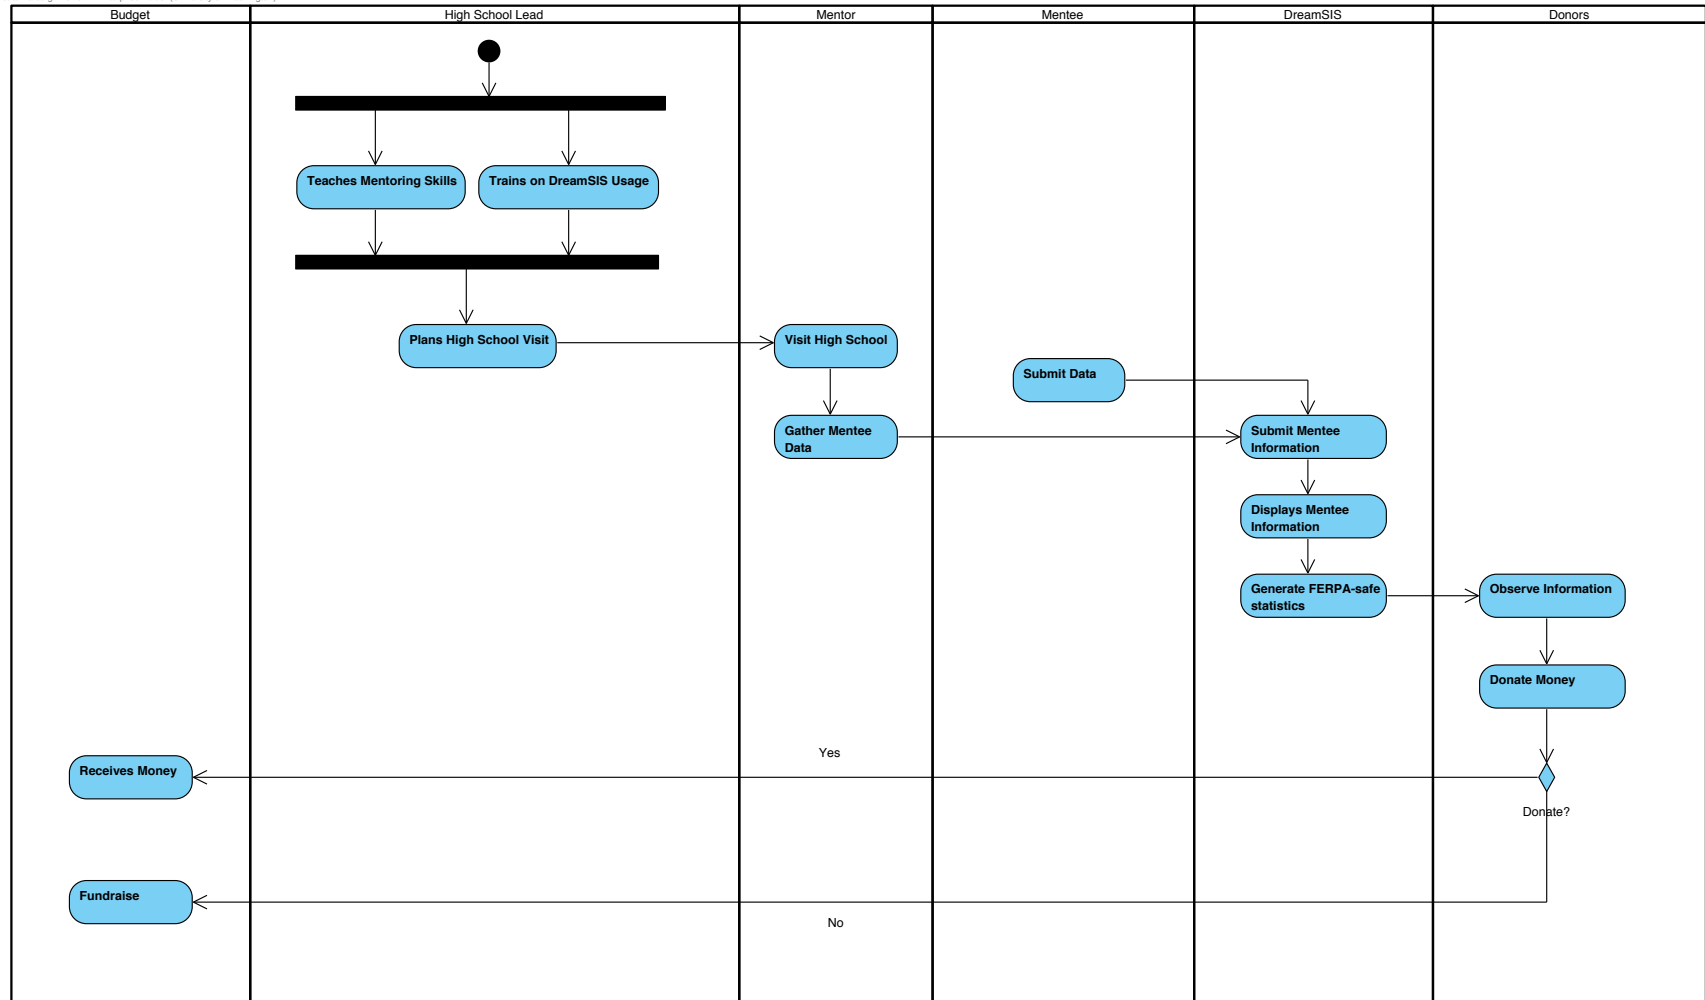 Budget
High School Lead
Mentor
Mentee
DreamSIS
Donors
Teaches Mentoring Skills
Trains on DreamSIS Usage
Plans High School Visit
Visit High School
Submit Data
Gather Mentee
Data
Submit Mentee
Information
Displays Mentee
Information
Generate FERPA-safe
statistics
Observe Information
Donate Money
Yes
Receives Money
Donate?
Fundraise
No